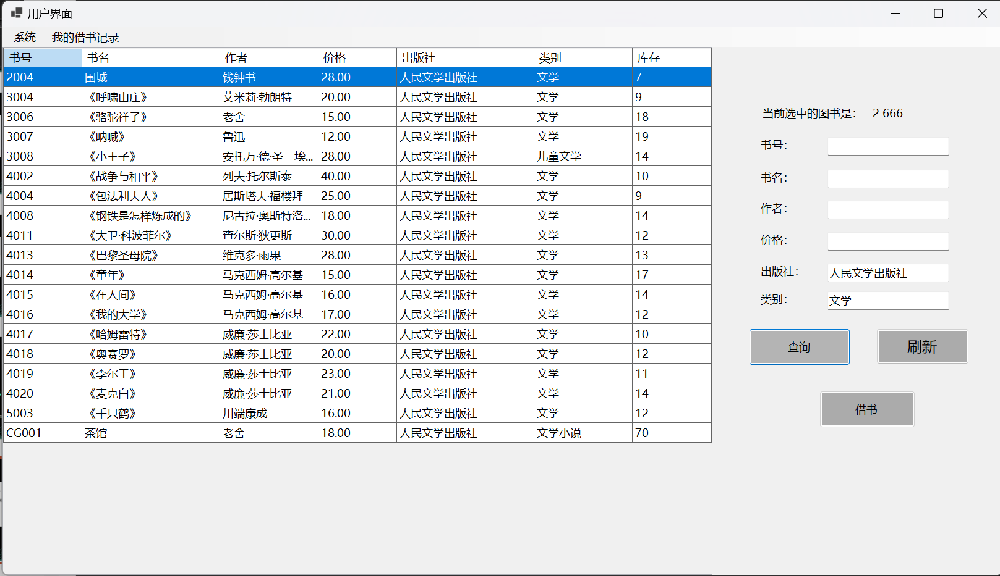 用户界面
系统 我的借书记录
书号 书名 作者 价格 出版社 类别 库存
2004 围城 钱钟书 28.00 人民文学出版社 文学 7
3004 《呼啸山庄》 艾米莉·勃朗特 20.00 人民文学出版社 文学 9
3006 《骆驼祥子》 老舍 15.00 人民文学出版社 文学 18
3007 《呐喊》 鲁迅 12.00 人民文学出版社 文学 19
3008 《小王子》 安托万·德·圣 - 埃... 28.00 人民文学出版社 儿童文学 14
4002 《战争与和平》 列夫·托尔斯泰 40.00 人民文学出版社 文学 10
4004 《包法利夫人》 居斯塔夫·福楼拜 25.00 人民文学出版社 文学 9
4008 《钢铁是怎样炼成的》 尼古拉·奥斯特洛... 18.00 人民文学出版社 文学 14
4011 《大卫·科波菲尔》 查尔斯·狄更斯 30.00 人民文学出版社 文学 12
4013 《巴黎圣母院》 维克多·雨果 28.00 人民文学出版社 文学 13
4014 《童年》 马克西姆·高尔基 15.00 人民文学出版社 文学 17
4015 《在人间》 马克西姆·高尔基 16.00 人民文学出版社 文学 14
4016 《我的大学》 马克西姆·高尔基 17.00 人民文学出版社 文学 12
4017 《哈姆雷特》 威廉·莎士比亚 22.00 人民文学出版社 文学 10
4018 《奥赛罗》 威廉·莎士比亚 20.00 人民文学出版社 文学 12
4019 《李尔王》 威廉·莎士比亚 23.00 人民文学出版社 文学 11
4020 《麦克白》 威廉·莎士比亚 21.00 人民文学出版社 文学 14
5003 《千只鹤》 川端康成 16.00 人民文学出版社 文学 12
CG001 茶馆 老舍 18.00 人民文学出版社 文学小说 70
当前选中的图书是： 2 666
书号：
书名：
作者：
价格：
出版社： 人民文学出版社
类别： 文学
查询 刷新
借书